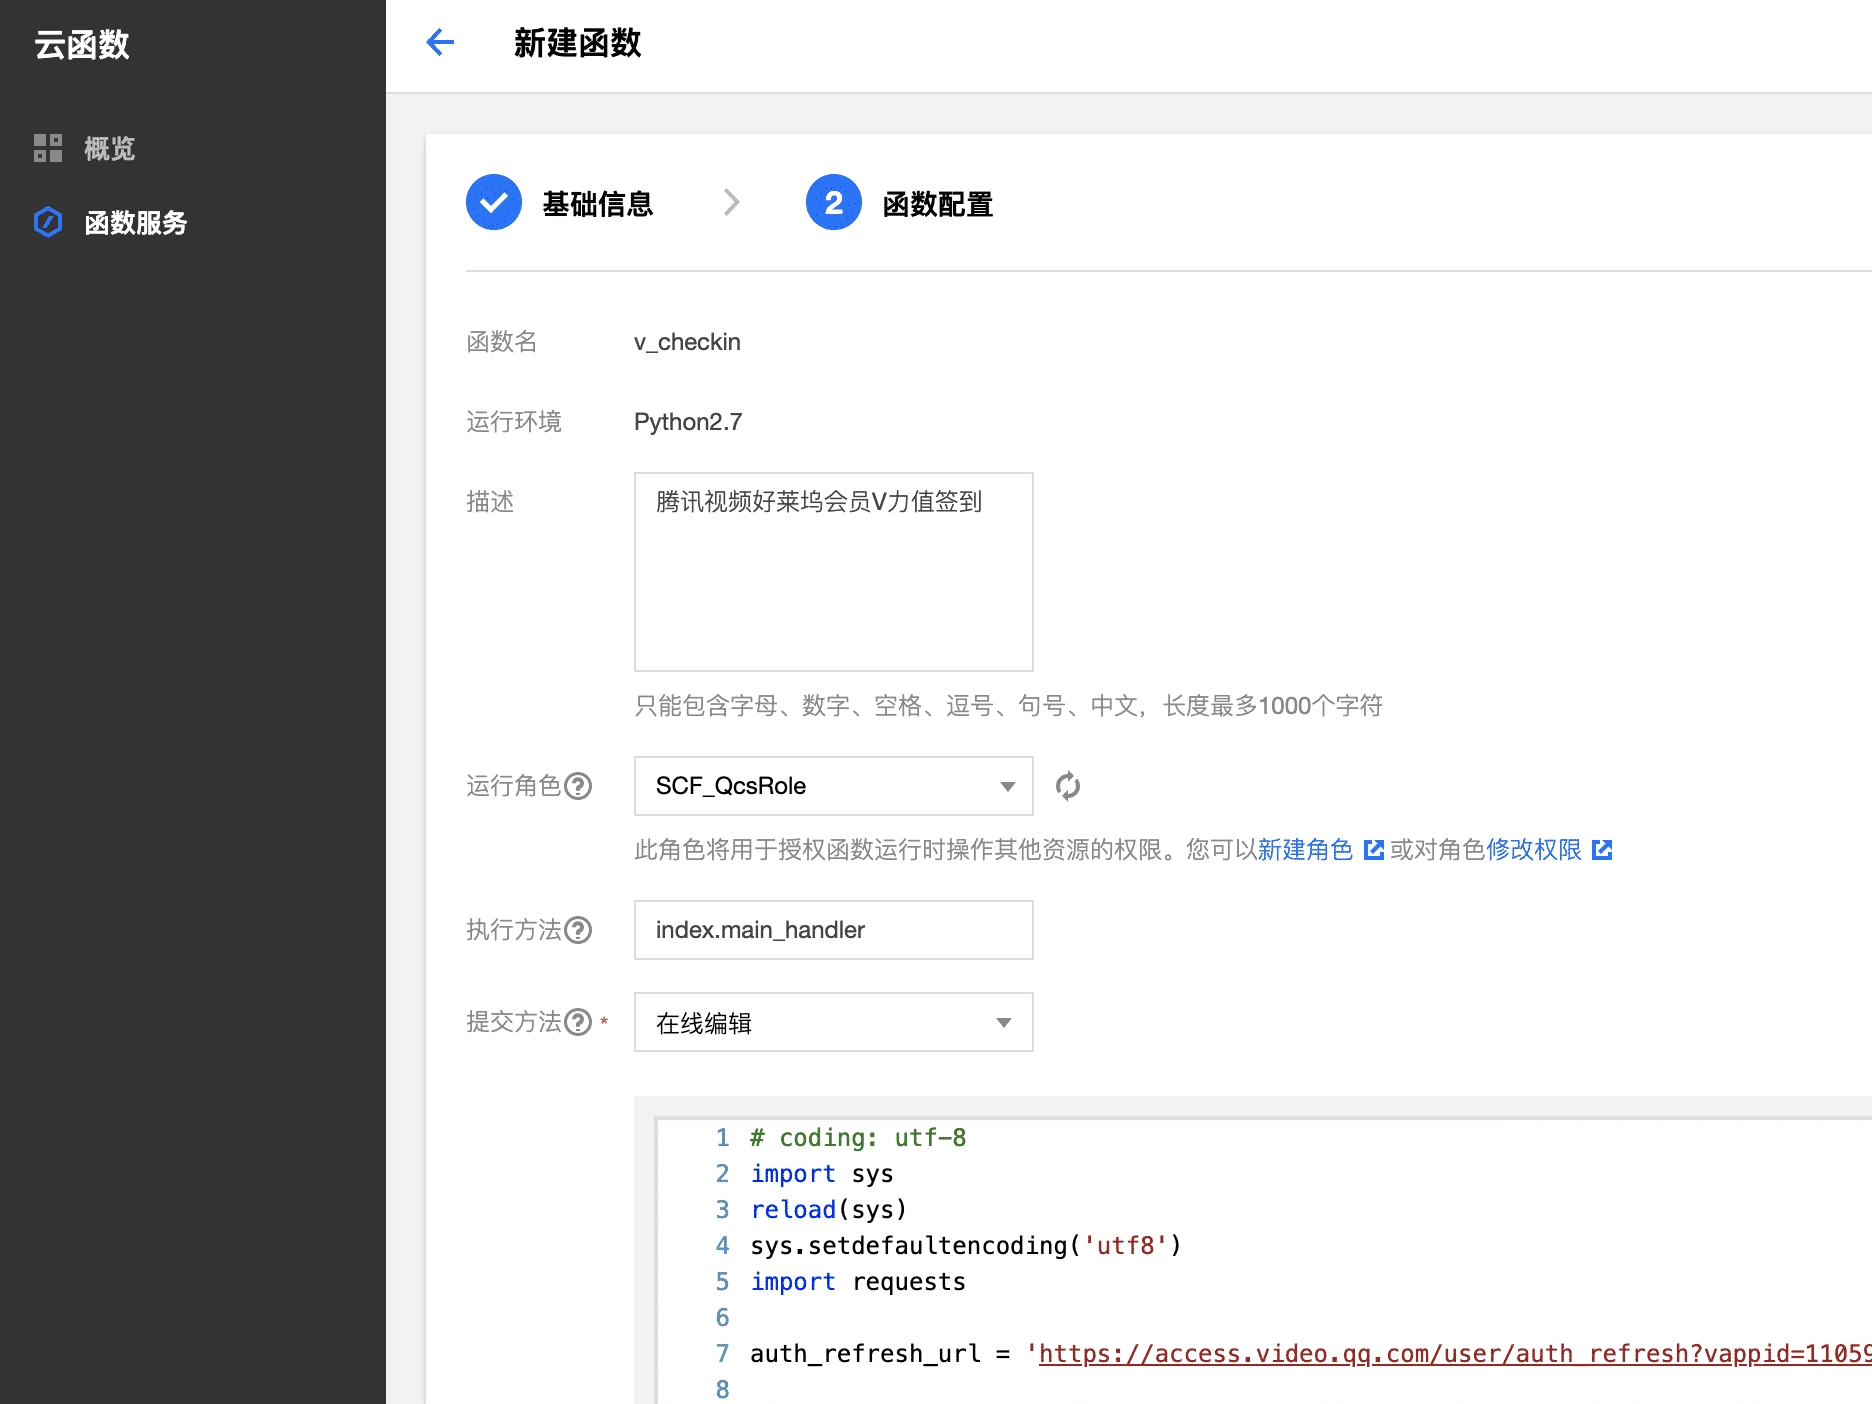 云函数
概览
函数服务
新建函数
基础信息
2 函数配置
函数名 v_checkin
运行环境 Python2.7
描述 腾讯视频好莱坞会员V力值签到
只能包含字母、数字、空格、逗号、句号、中文，长度最多1000个字符
运行角色 SCF_QcsRole
此角色将用于授权函数运行时操作其他资源的权限。您可以新建角色 或对角色修改权限
执行方法 index.main_handler
提交方法 * 在线编辑
1 # coding: utf-8
2 import sys
3 reload(sys)
4 sys.setdefaultencoding('utf8')
5 import requests
6
7 auth_refresh_url = 'https://access.video.qq.com/user/auth_refresh?vappid=11059
8